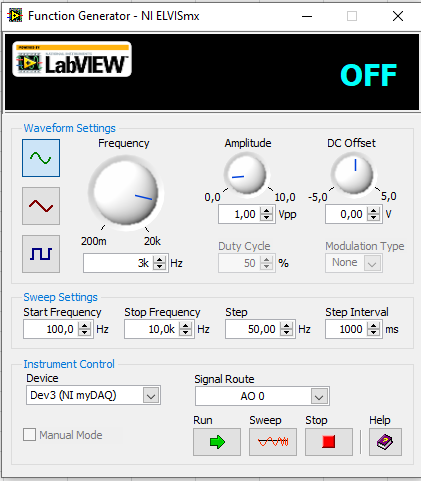 Function Generator - NI ELVISmx
POWERED BY
LabVIEW™
OFF
Waveform Settings
Frequency
Amplitude
DC Offset
200m 20k
0,0 10,0
-5,0 5,0
3k Hz
1,00 Vpp
0,00 V
Duty Cycle
Modulation Type
50 %
None
Sweep Settings
Start Frequency Stop Frequency Step Step Interval
100,0 Hz 10,0k Hz 50,00 Hz 1000 ms
Instrument Control
Device
Signal Route
Dev3 (NI myDAQ)
AO 0
Run Sweep Stop Help
Manual Mode